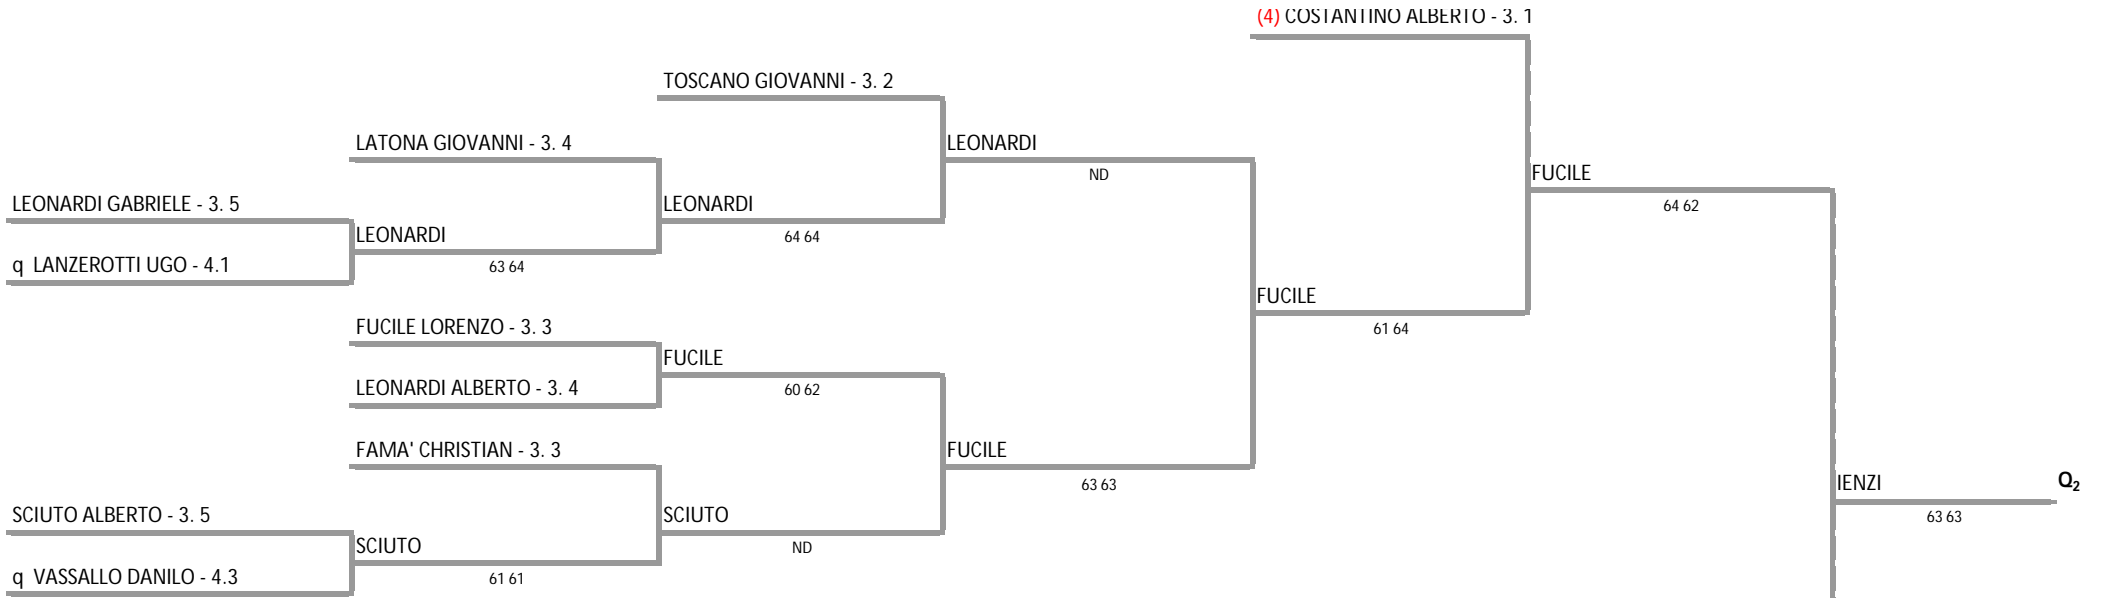 (4) COSTANTINO ALBERTO - 3. 1
TOSCANO GIOVANNI - 3. 2
LATONA GIOVANNI - 3. 4
LEONARDI
ND
FUCILE
64 62
LEONARDI GABRIELE - 3. 5
LEONARDI
64 64
LEONARDI
63 64
q LANZEROTTI UGO - 4.1
FUCILE
61 64
FUCILE LORENZO - 3. 3
FUCILE
60 62
LEONARDI ALBERTO - 3. 4
FAMA' CHRISTIAN - 3. 3
FUCILE
63 63
IENZI
Q2
63 63
SCIUTO ALBERTO - 3. 5
SCIUTO
ND
SCIUTO
61 61
q VASSALLO DANILO - 4.3